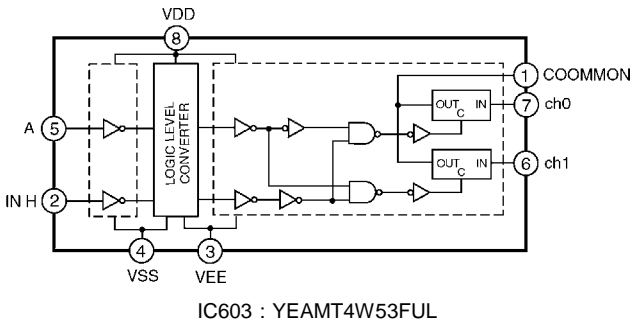 VDD
8
1 COOMMON
OUT IN
C
7 ch0
A 5
LOGIC LEVEL
CONVERTER
OUT IN
C
6 ch1
IN H 2
4
3
VSS
VEE
IC603 : YEAMT4W53FUL